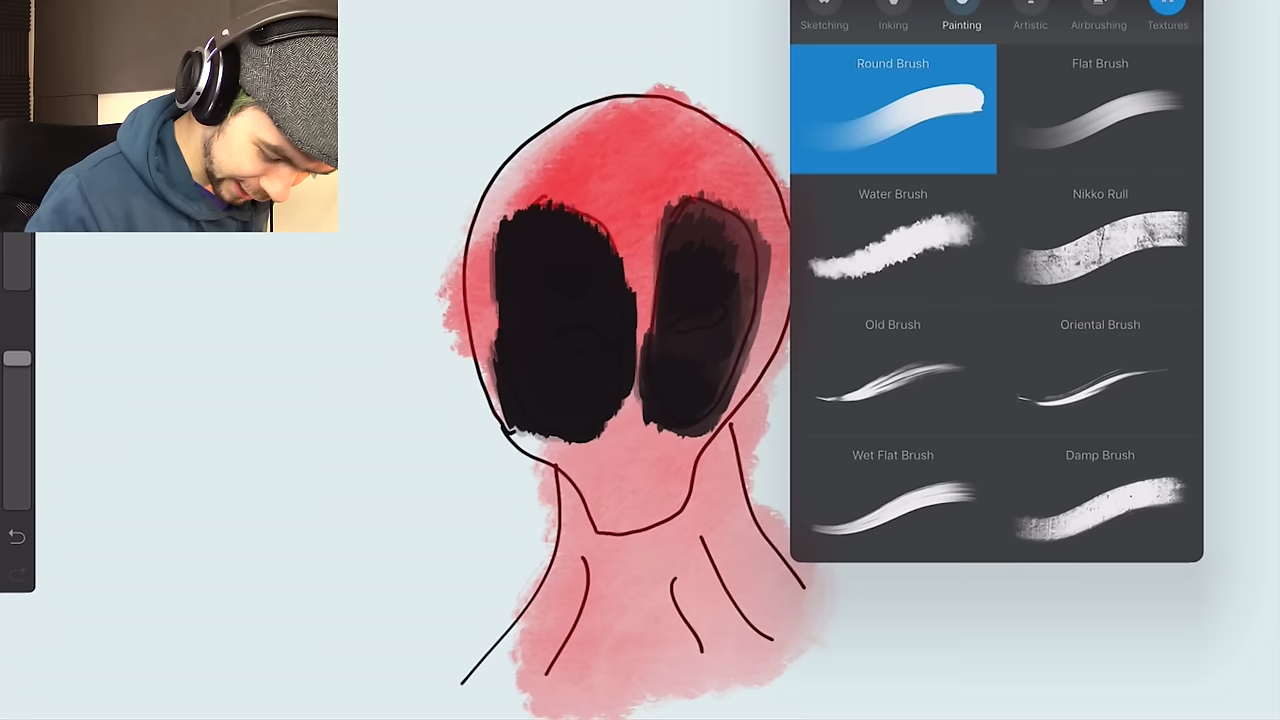 Sketching Inking Painting Artistic Airbrushing Textures
Round Brush Flat Brush
Water Brush Nikko Rull
Old Brush Oriental Brush
Wet Flat Brush Damp Brush